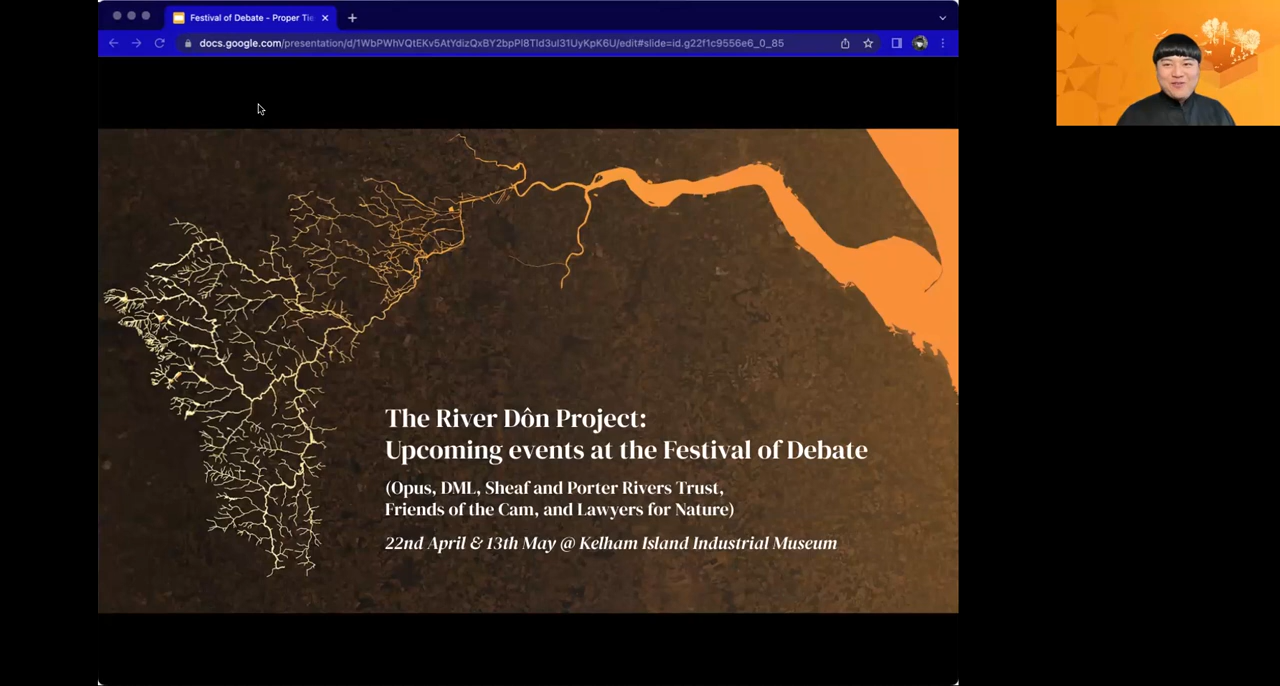 Festival of Debate - Proper Tie
docs.google.com/presentation/d/1WbPWhVQtEKv5AtYdizQxBY2bpPl8Tld3ul31UyKpK6U/edit#slide=id.g22f1c9556e6_0_85
The River Dôn Project:
Upcoming events at the Festival of Debate
(Opus, DML, Sheaf and Porter Rivers Trust,
Friends of the Cam, and Lawyers for Nature)
22nd April & 13th May @ Kelham Island Industrial Museum